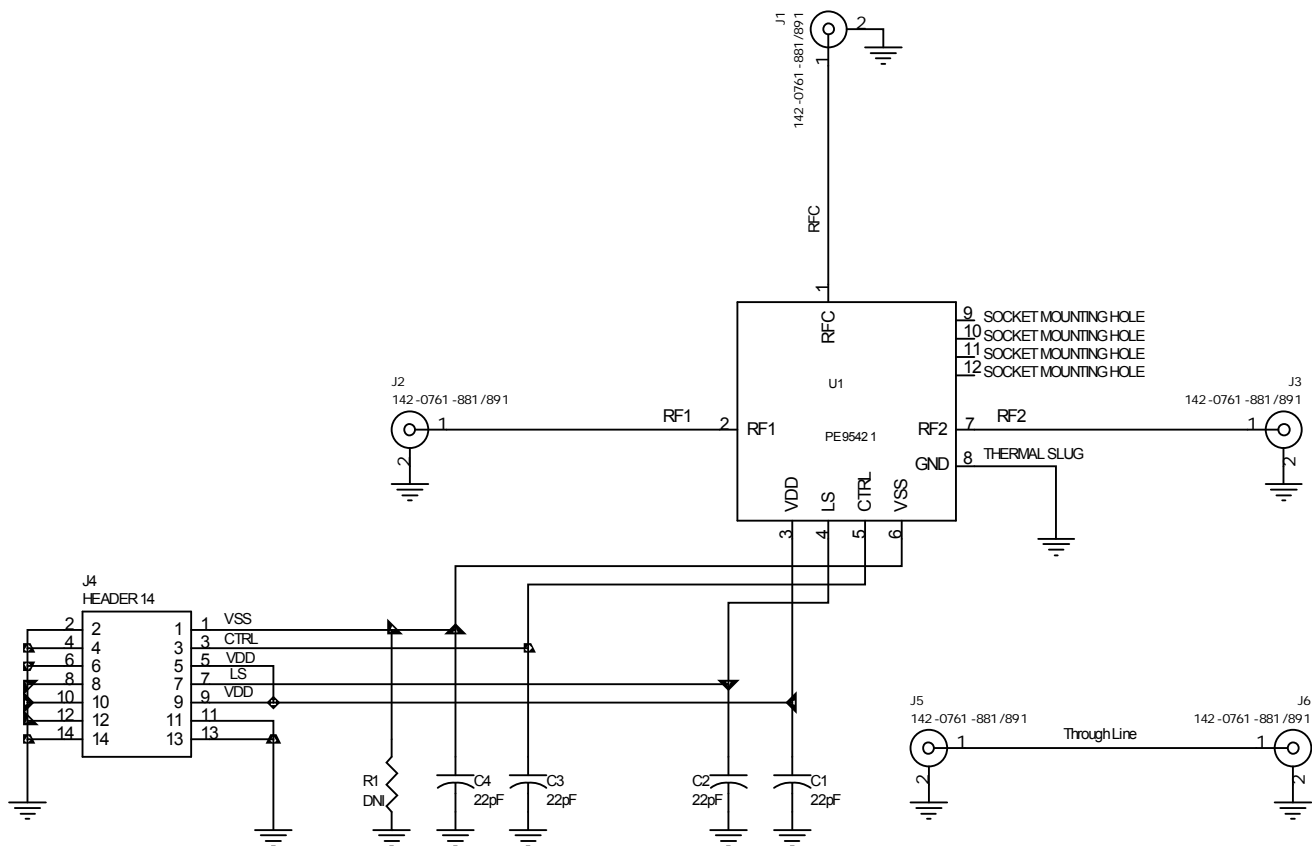 J1
142-0761-881/891
2
1
RFC
1
RFC
U1
PE95421
9 SOCKET MOUNTING HOLE
10 SOCKET MOUNTING HOLE
11 SOCKET MOUNTING HOLE
12 SOCKET MOUNTING HOLE
J2
142-0761-881/891
1
2
RF1
2
RF1
J3
142-0761-881/891
RF2
7
RF2
1
2
GND
8
THERMAL SLUG
VDD
LS
CTRL
VSS
3
4
5
6
J4
HEADER 14
2 2 1 1 VSS
4 4 3 3 CTRL
6 6 5 5 VDD
8 8 7 7 LS
10 10 9 9 VDD
12 12 11 11
14 14 13 13
R1
DNI
C4
22pF
C3
22pF
C2
22pF
C1
22pF
J5
142-0761-881/891
1
2
Through Line
J6
142-0761-881/891
1
2